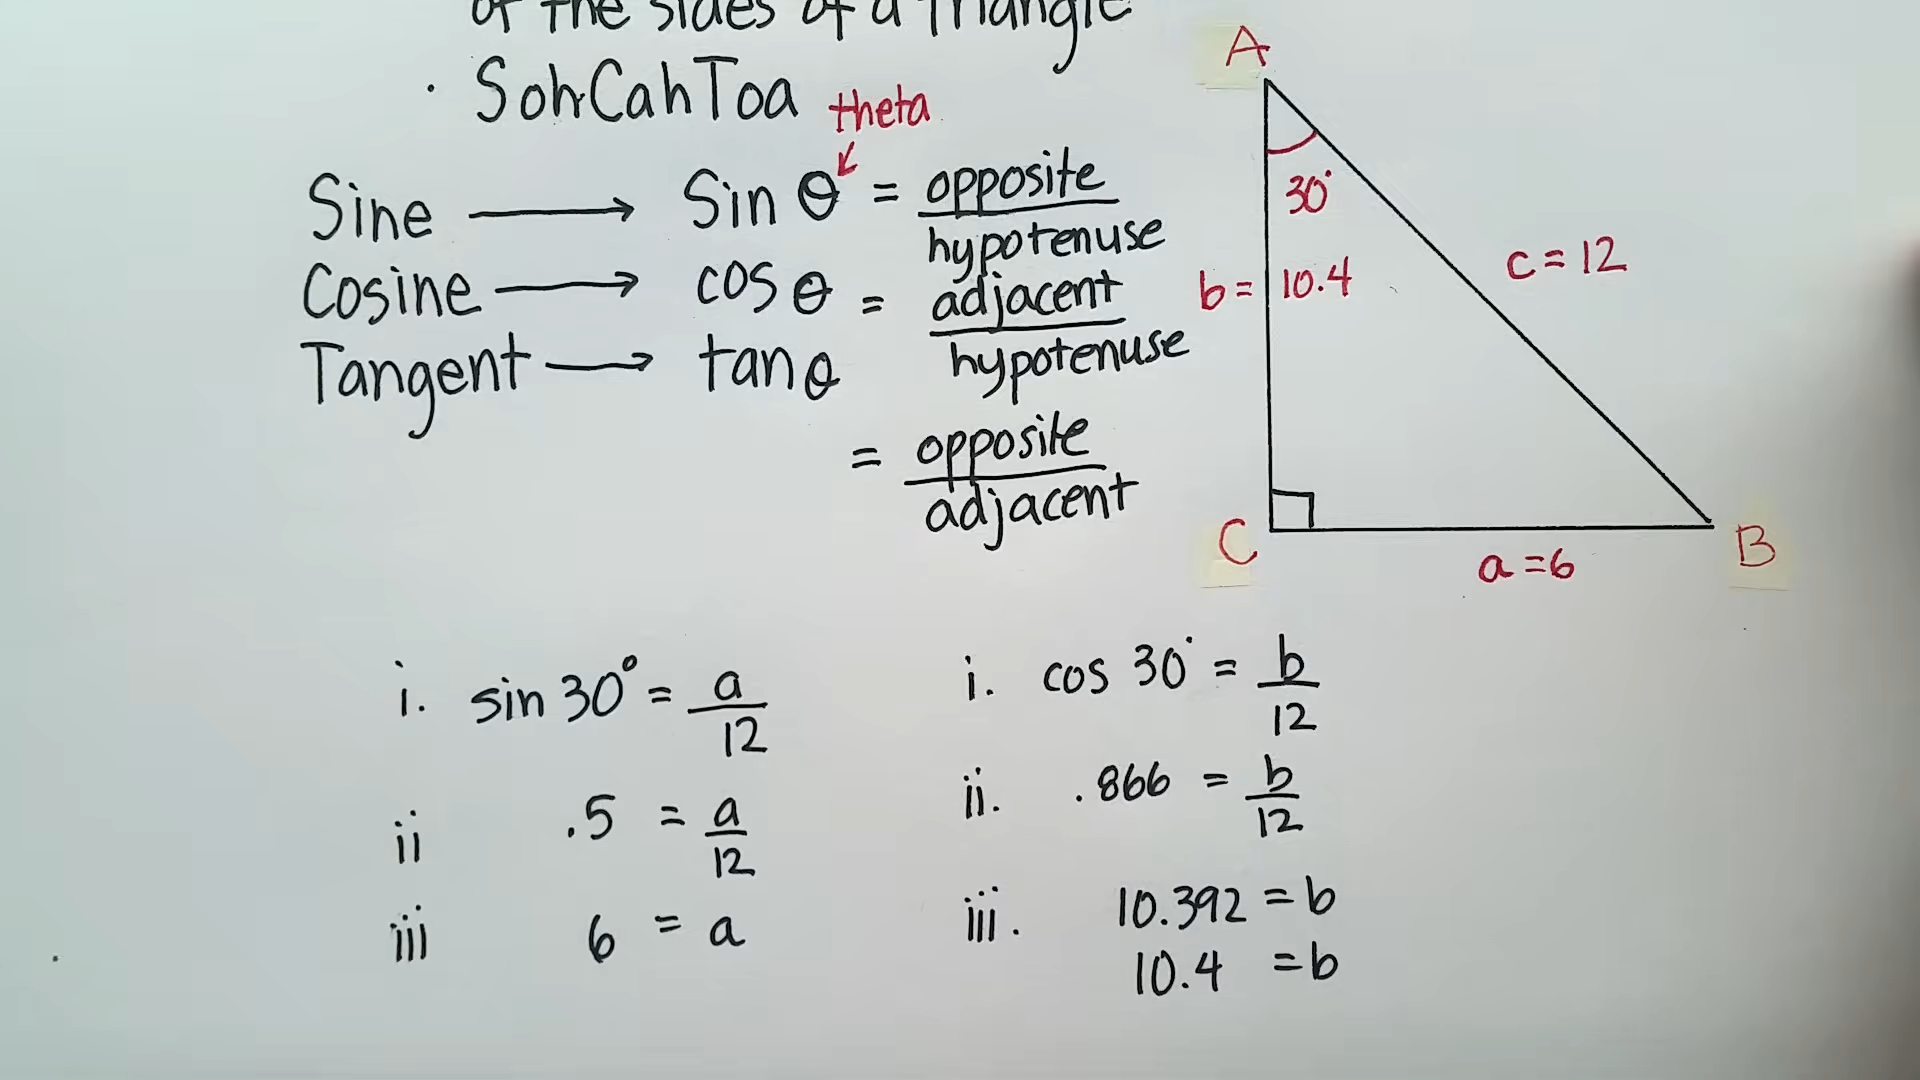 of the sides of a triangle
· SohCahToa
theta
Sine → Sin θ = opposite / hypotenuse
Cosine → cos θ = adjacent / hypotenuse
Tangent → tan θ
= opposite / adjacent
A
30°
b = 10.4
c = 12
C
B
a = 6
i. sin 30° = a / 12
ii .5 = a / 12
iii 6 = a
i. cos 30° = b / 12
ii. .866 = b / 12
iii. 10.392 = b
10.4 = b